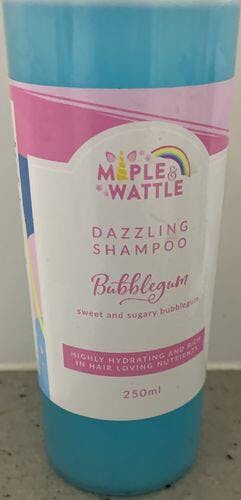 MAPLE &
WATTLE
DAZZLING
SHAMPOO
Bubblegum
sweet and sugary bubblegum
HIGHLY HYDRATING AND RICH
IN HAIR LOVING NUTRIENTS
250ml